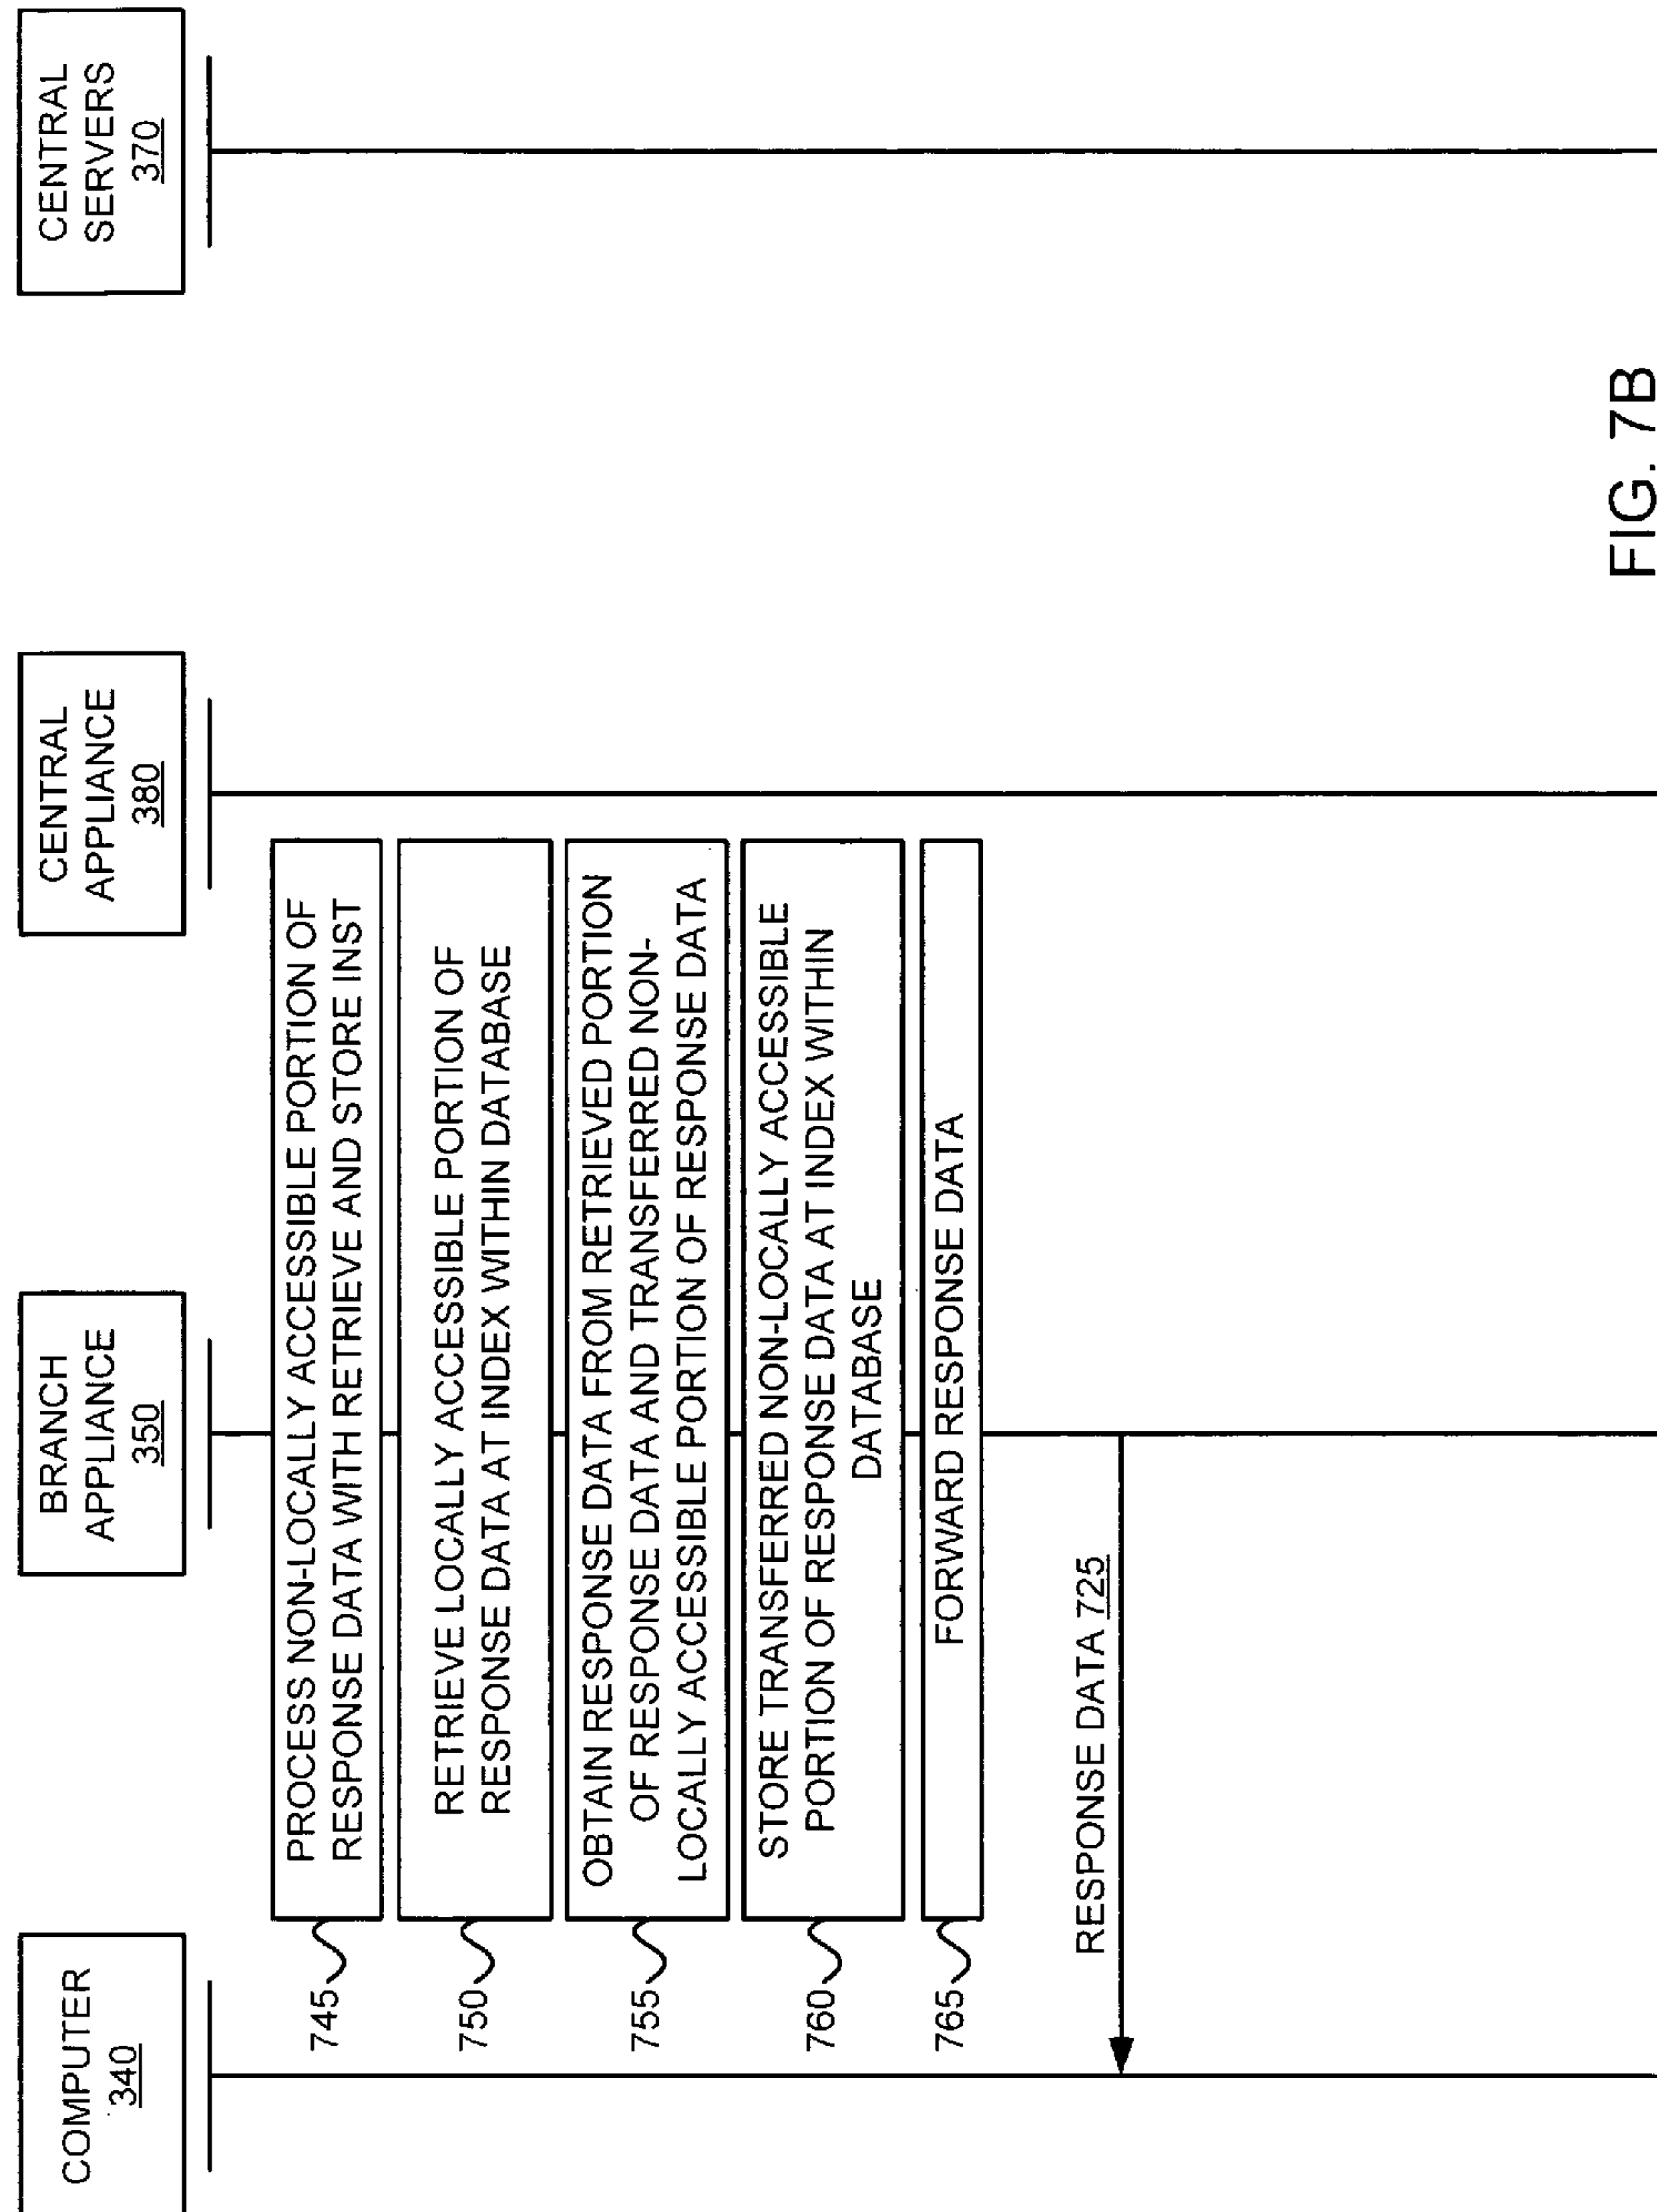 COMPUTER
340
BRANCH
APPLIANCE
350
CENTRAL
APPLIANCE
380
CENTRAL
SERVERS
370
745
PROCESS NON-LOCALLY ACCESSIBLE PORTION OF
RESPONSE DATA WITH RETRIEVE AND STORE INST
750
RETRIEVE LOCALLY ACCESSIBLE PORTION OF
RESPONSE DATA AT INDEX WITHIN DATABASE
755
OBTAIN RESPONSE DATA FROM RETRIEVED PORTION
OF RESPONSE DATA AND TRANSFERRED NON-
LOCALLY ACCESSIBLE PORTION OF RESPONSE DATA
760
STORE TRANSFERRED NON-LOCALLY ACCESSIBLE
PORTION OF RESPONSE DATA AT INDEX WITHIN
DATABASE
765
FORWARD RESPONSE DATA
RESPONSE DATA 725
FIG. 7B